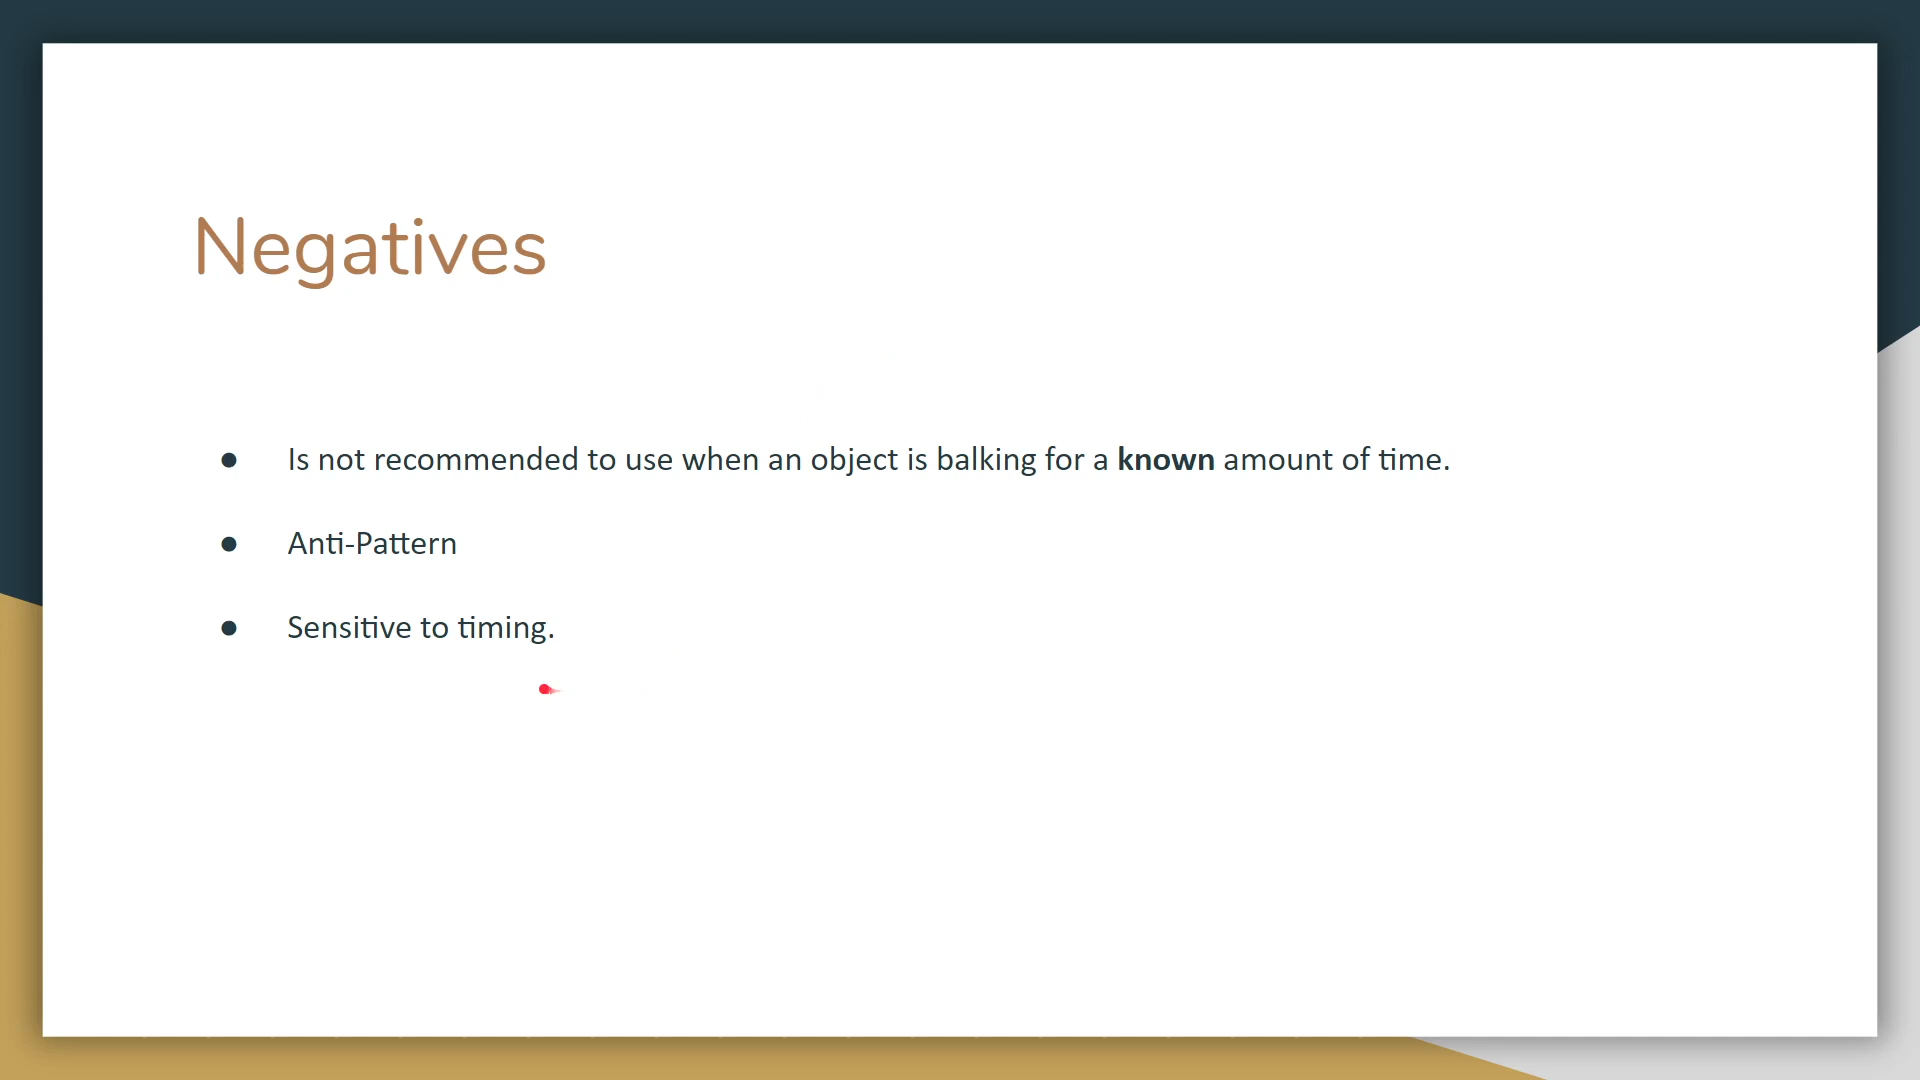 Negatives
● Is not recommended to use when an object is balking for a known amount of time.
● Anti-Pattern
● Sensitive to timing.